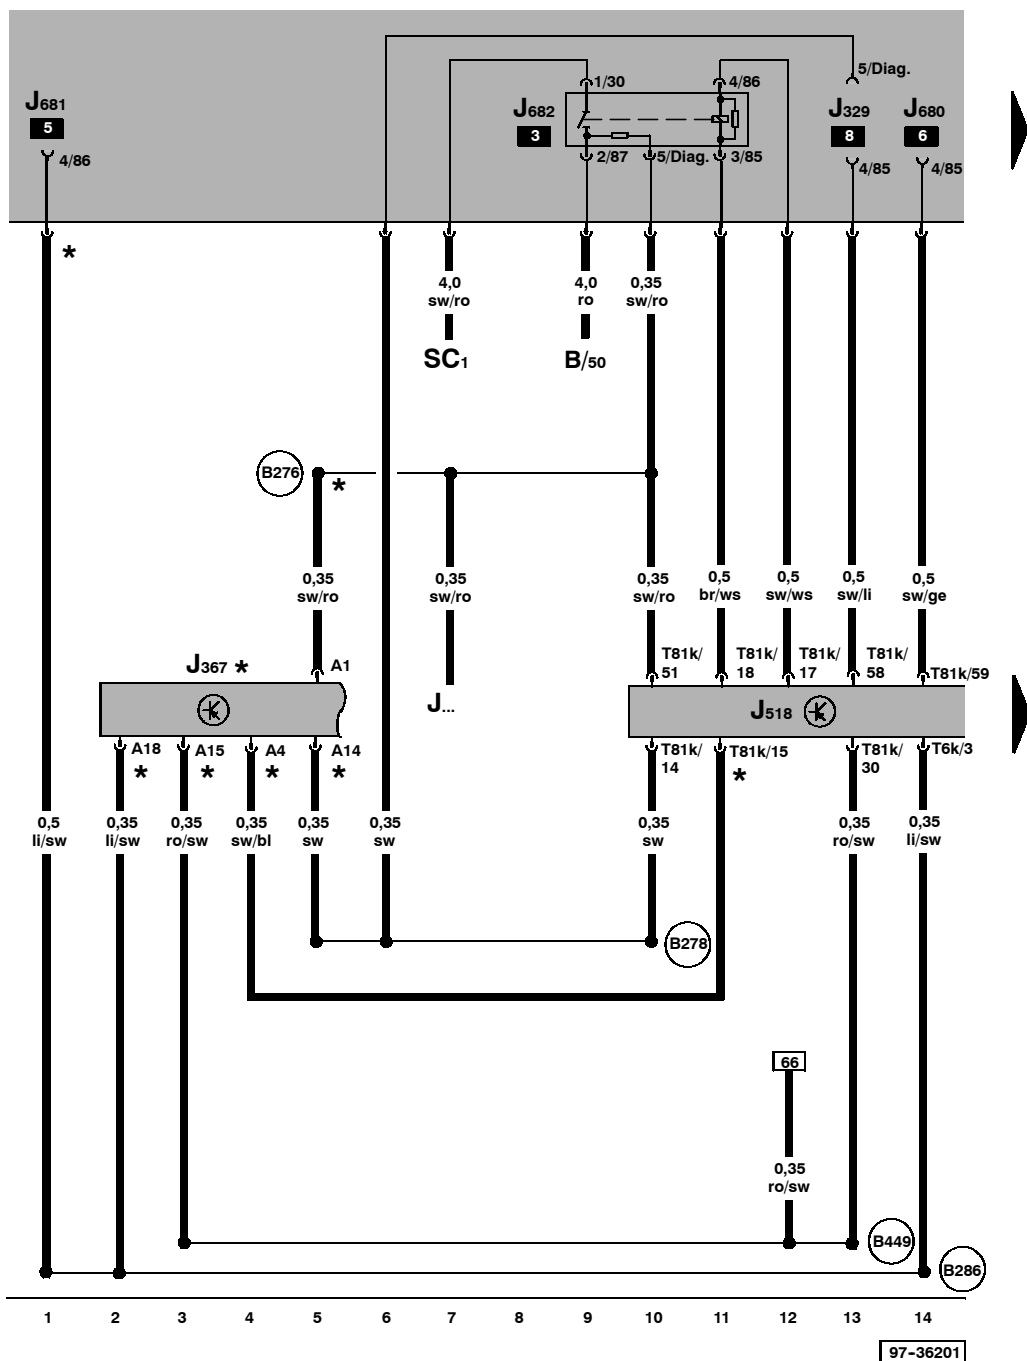 5/Diag.
1/30
4/86
J681
5
4/86
J682
3
J329
8
J680
6
2/87
5/Diag.
3/85
4/85
4/85
*
4,0
sw/ro
4,0
ro
0,35
sw/ro
SC1
B/50
B276
*
0,35
sw/ro
0,35
sw/ro
0,35
sw/ro
0,5
br/ws
0,5
sw/ws
0,5
sw/li
0,5
sw/ge
J367 *
A1
T81k/
51
T81k/
18
T81k/
17
T81k/
58
T81k/59
J...
J518
A18
*
A15
*
A4
*
A14
*
T81k/
14
T81k/15
*
T81k/
30
T6k/3
0,5
li/sw
0,35
li/sw
0,35
ro/sw
0,35
sw/bl
0,35
sw
0,35
sw
0,35
sw
0,35
ro/sw
0,35
li/sw
B278
66
0,35
ro/sw
B449
B286
1 2 3 4 5 6 7 8 9 10 11 12 13 14
97-36201